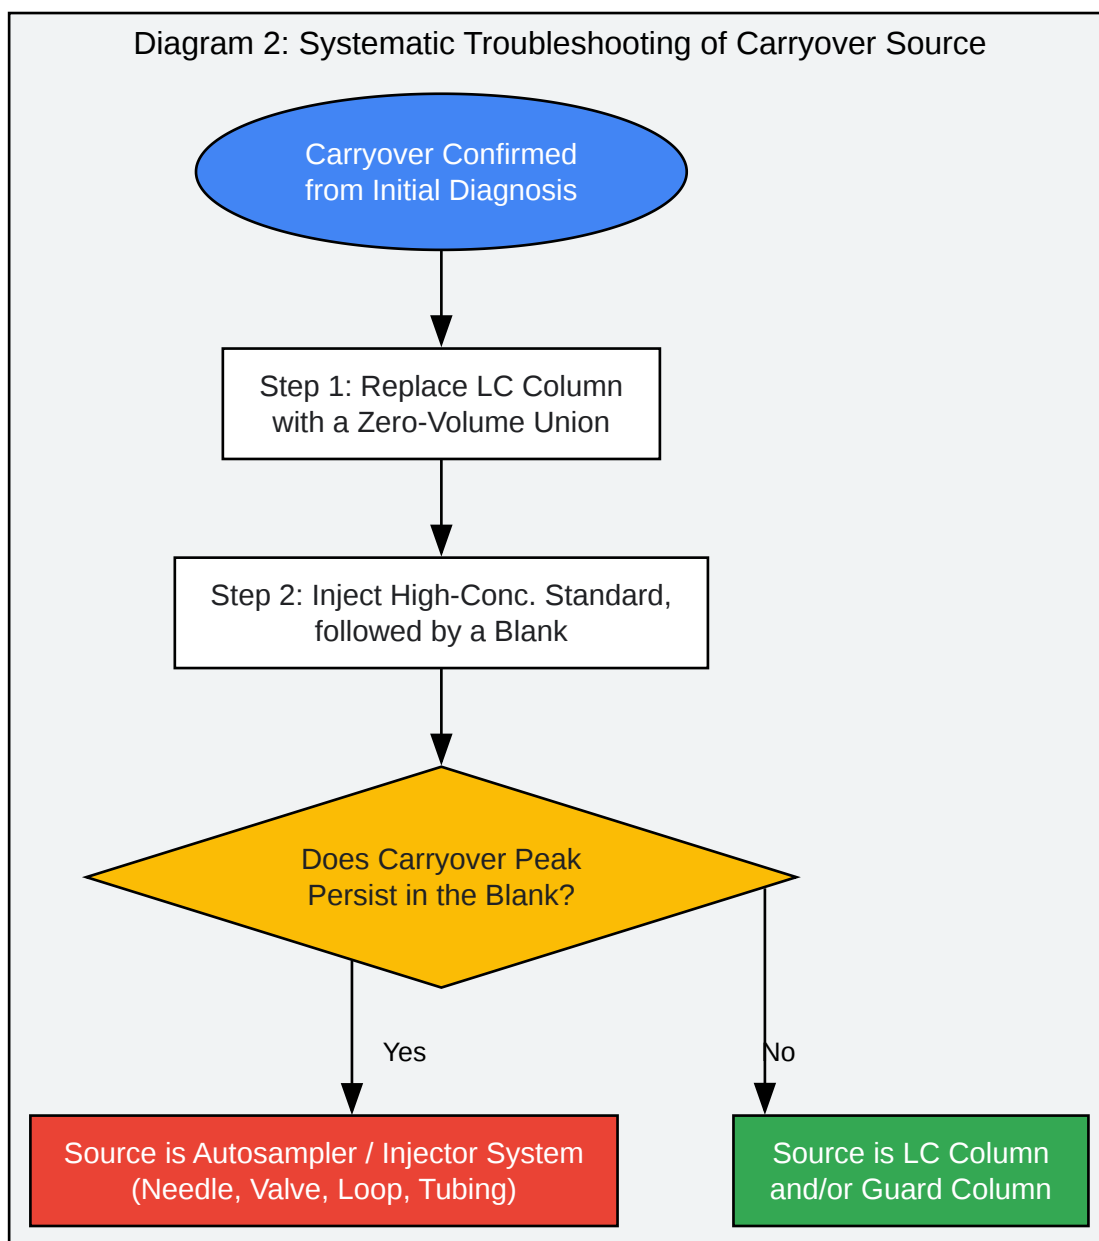 Diagram 2: Systematic Troubleshooting of Carryover Source
Carryover Confirmed
from Initial Diagnosis
Step 1: Replace LC Column
with a Zero-Volume Union
Step 2: Inject High-Conc. Standard,
followed by a Blank
Does Carryover Peak
Persist in the Blank?
Yes
No
Source is Autosampler / Injector System
(Needle, Valve, Loop, Tubing)
Source is LC Column
and/or Guard Column